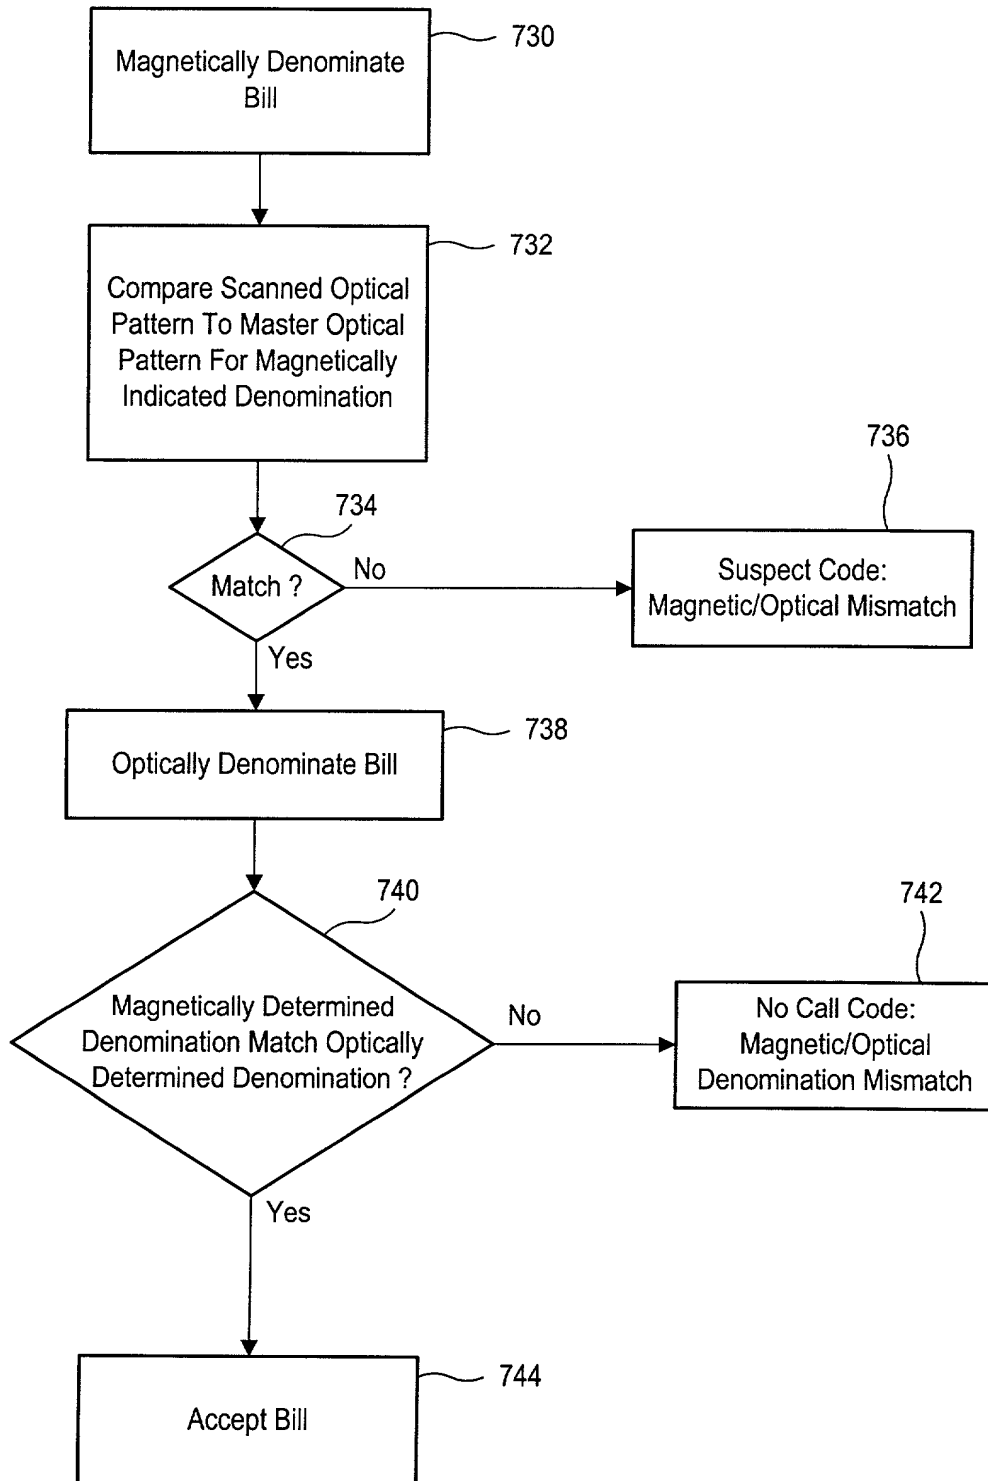 Magnetically Denominate
Bill
730
Compare Scanned Optical
Pattern To Master Optical
Pattern For Magnetically
Indicated Denomination
732
734
Match ?
No
Yes
736
Suspect Code:
Magnetic/Optical Mismatch
Optically Denominate Bill
738
740
Magnetically Determined
Denomination Match Optically
Determined Denomination ?
No
Yes
742
No Call Code:
Magnetic/Optical
Denomination Mismatch
Accept Bill
744